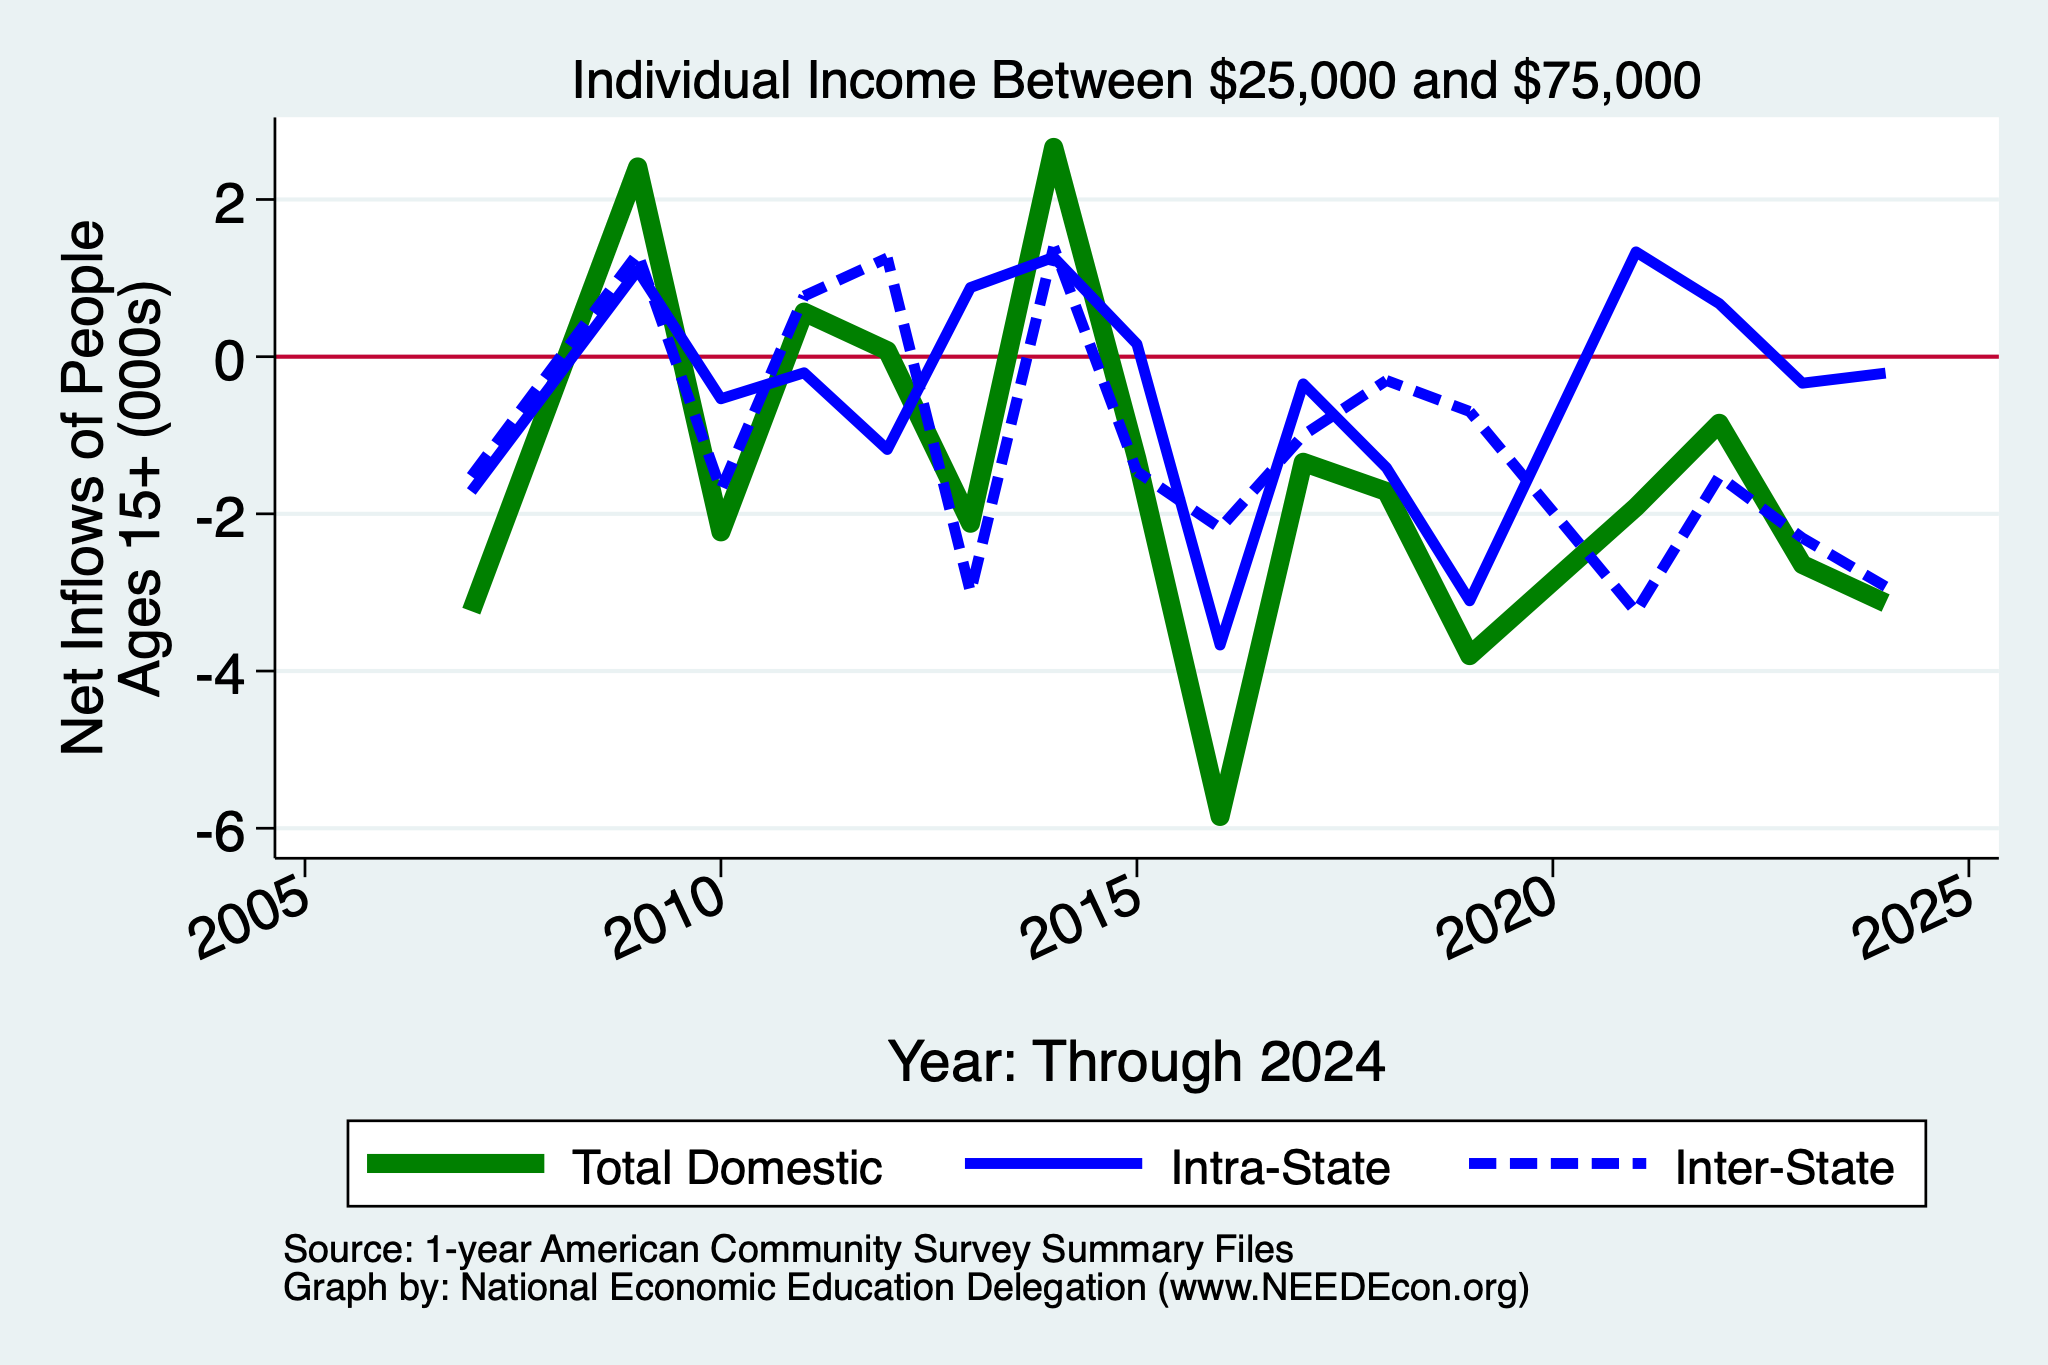 Individual Income Between $25,000 and $75,000
Net Inflows of People
Ages 15+ (000s)
2
0
-2
-4
-6
2005
2010
2015
2020
2025
Year: Through 2024
Total Domestic
Intra-State
Inter-State
Source: 1-year American Community Survey Summary Files
Graph by: National Economic Education Delegation (www.NEEDEcon.org)